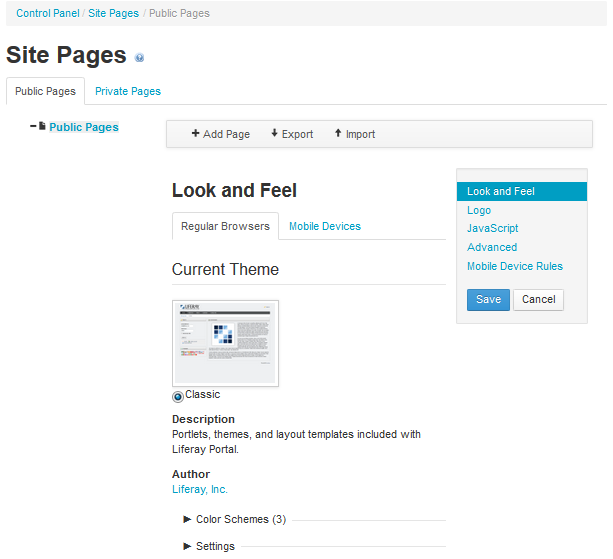 Control Panel / Site Pages / Public Pages
Site Pages
Public Pages Private Pages
Public Pages
Add Page Export Import
Look and Feel
Regular Browsers Mobile Devices
Current Theme
LIFERAY
Classic
Description
Portlets, themes, and layout templates included with
Liferay Portal.
Author
Liferay, Inc.
Color Schemes (3)
Settings
Look and Feel
Logo
JavaScript
Advanced
Mobile Device Rules
Save Cancel